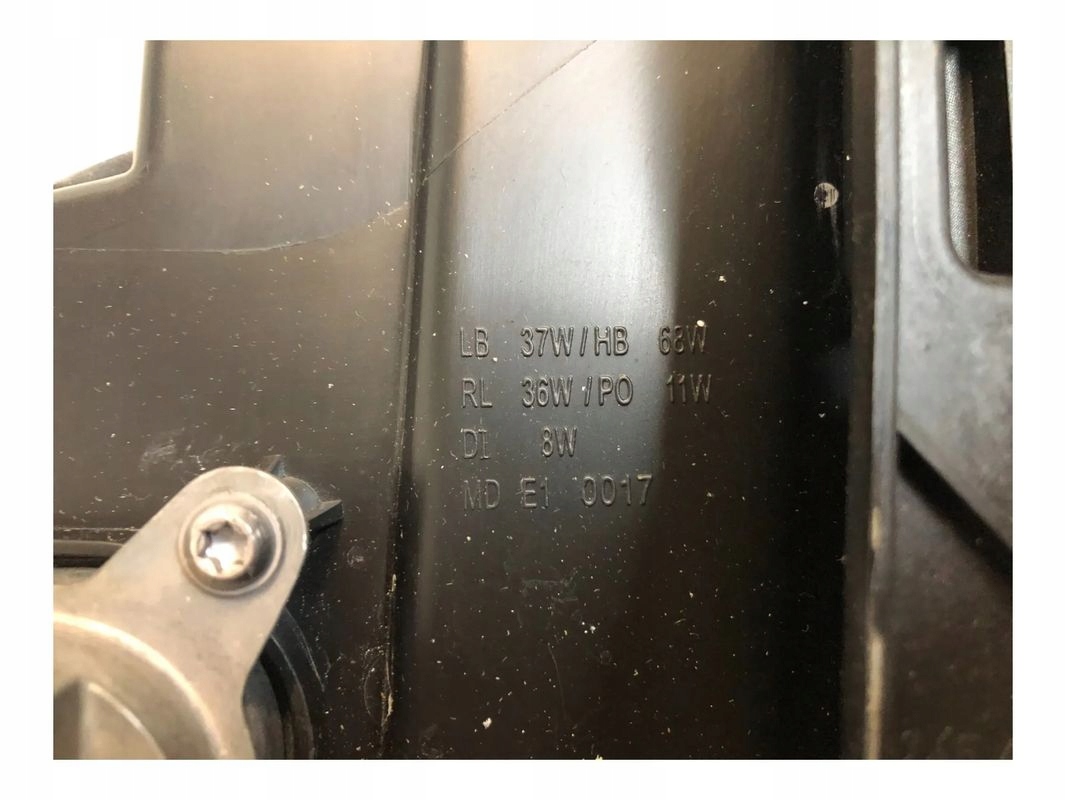 LB 37W / HB 68W
RL 36W / PO 11W
DI 8W
MD E1 0017